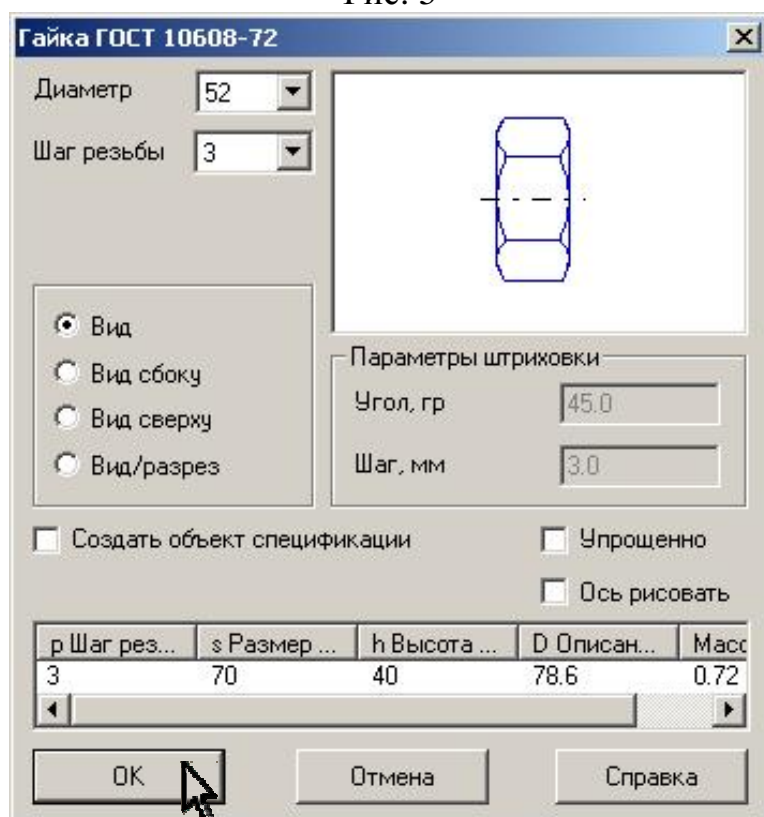 Гайка ГОСТ 10608-72
Диаметр 52
Шаг резьбы 3
Вид
Вид сбоку
Вид сверху
Вид/разрез
Параметры штриховки
Угол, гр 45.0
Шаг, мм 3.0
Создать объект спецификации
Упрощенно
Ось рисовать
p Шаг рез... s Размер ... h Высота ... D Описан... Масс
3 70 40 78.6 0.72
OK Отмена Справка